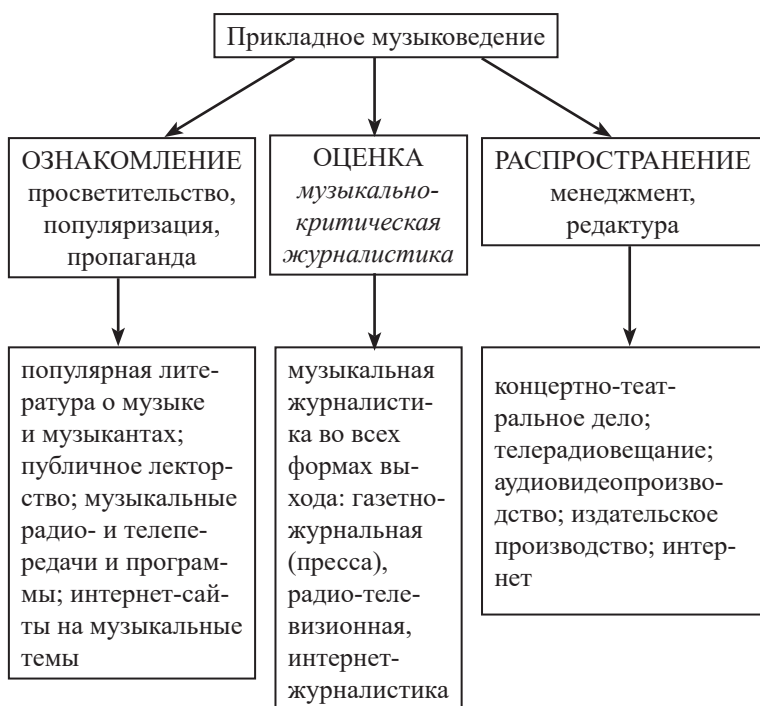 Прикладное музыковедение
ОЗНАКОМЛЕНИЕ
просветительство,
популяризация,
пропаганда
ОЦЕНКА
музыкально-
критическая
журналистика
РАСПРОСТРАНЕНИЕ
менеджмент,
редактура
популярная лите-
ратура о музыке
и музыкантах;
публичное лектор-
ство; музыкальные
радио- и телепе-
редачи и програм-
мы; интернет-сай-
ты на музыкальные
темы
музыкальная
журналисти-
ка во всех
формах вы-
хода: газетно-
журнальная
(пресса),
радио-теле-
визионная,
интернет-
журналистика
концертно-теат-
ральное дело;
телерадиовещание;
аудиовидеопроизво-
дство; издательское
производство; интер-
нет